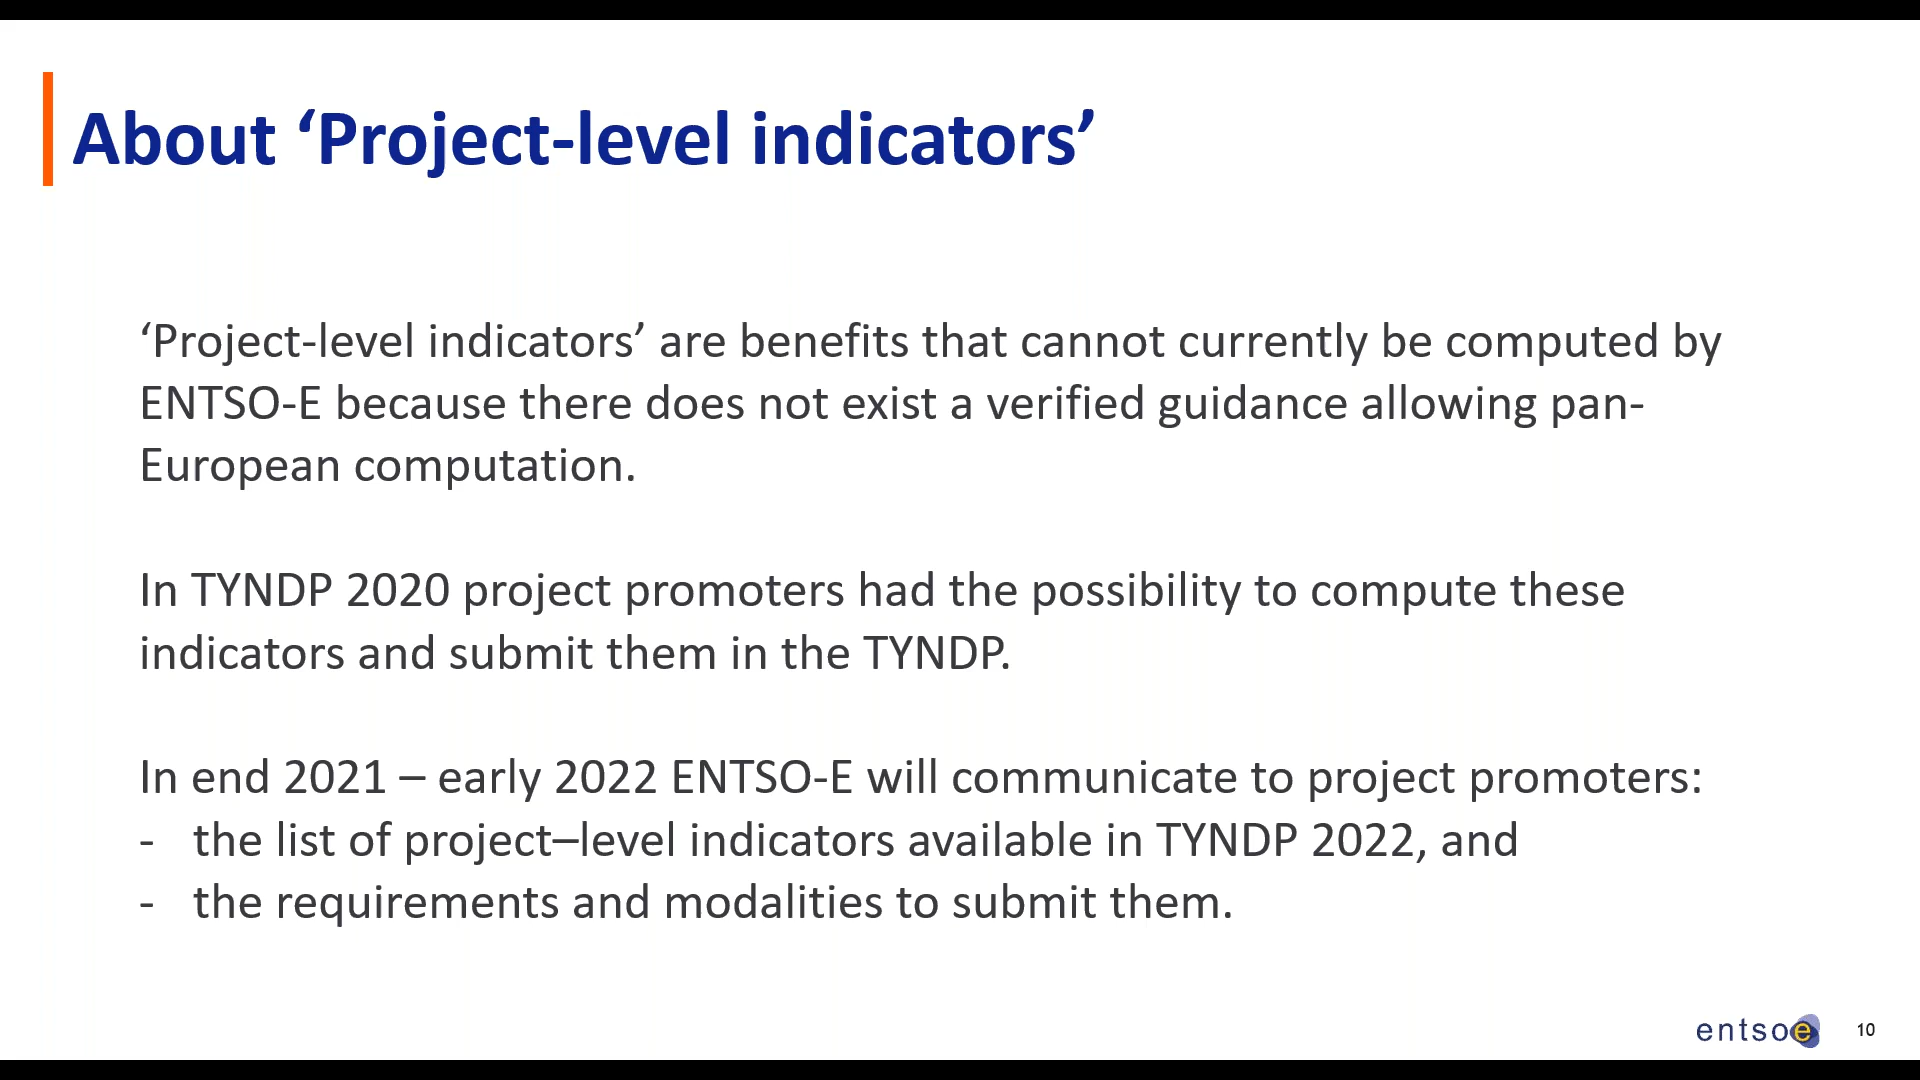 About ‘Project-level indicators’
‘Project-level indicators’ are benefits that cannot currently be computed by
ENTSO-E because there does not exist a verified guidance allowing pan-
European computation.
In TYNDP 2020 project promoters had the possibility to compute these
indicators and submit them in the TYNDP.
In end 2021 – early 2022 ENTSO-E will communicate to project promoters:
- the list of project–level indicators available in TYNDP 2022, and
- the requirements and modalities to submit them.
entsoe 10